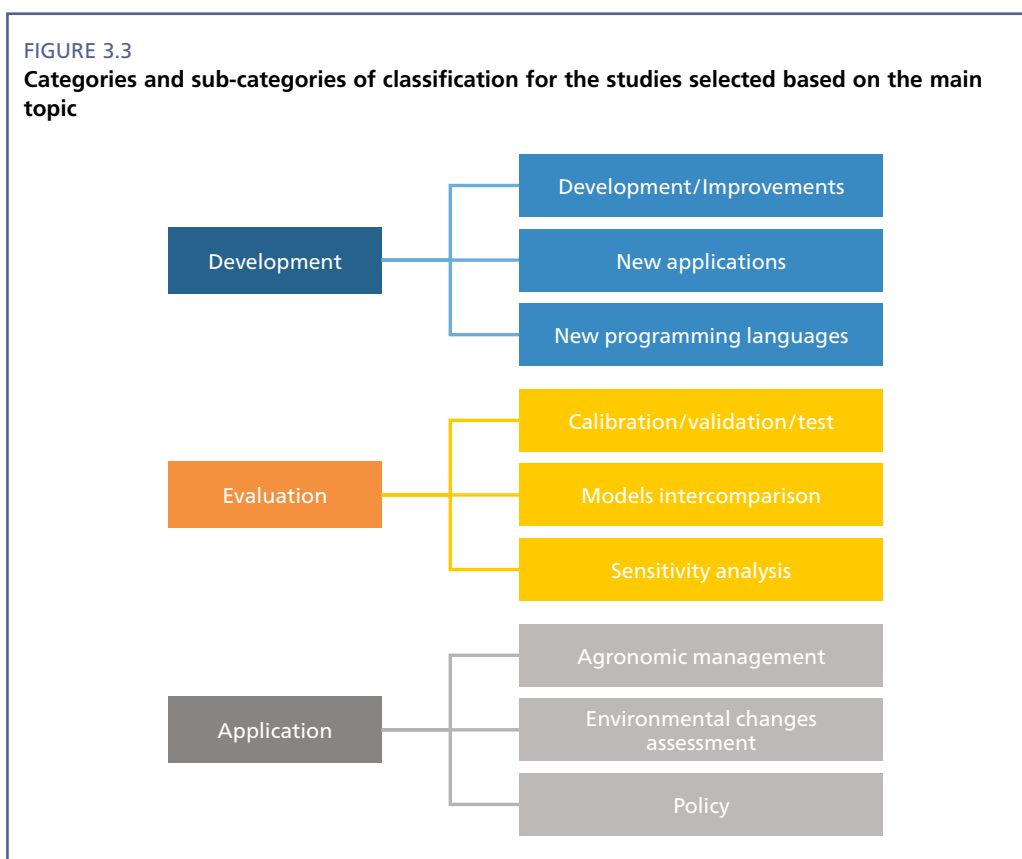 FIGURE 3.3
Categories and sub-categories of classification for the studies selected based on the main
topic
Development
Development/Improvements
New applications
New programming languages
Evaluation
Calibration/validation/test
Models intercomparison
Sensitivity analysis
Application
Agronomic management
Environmental changes
assessment
Policy